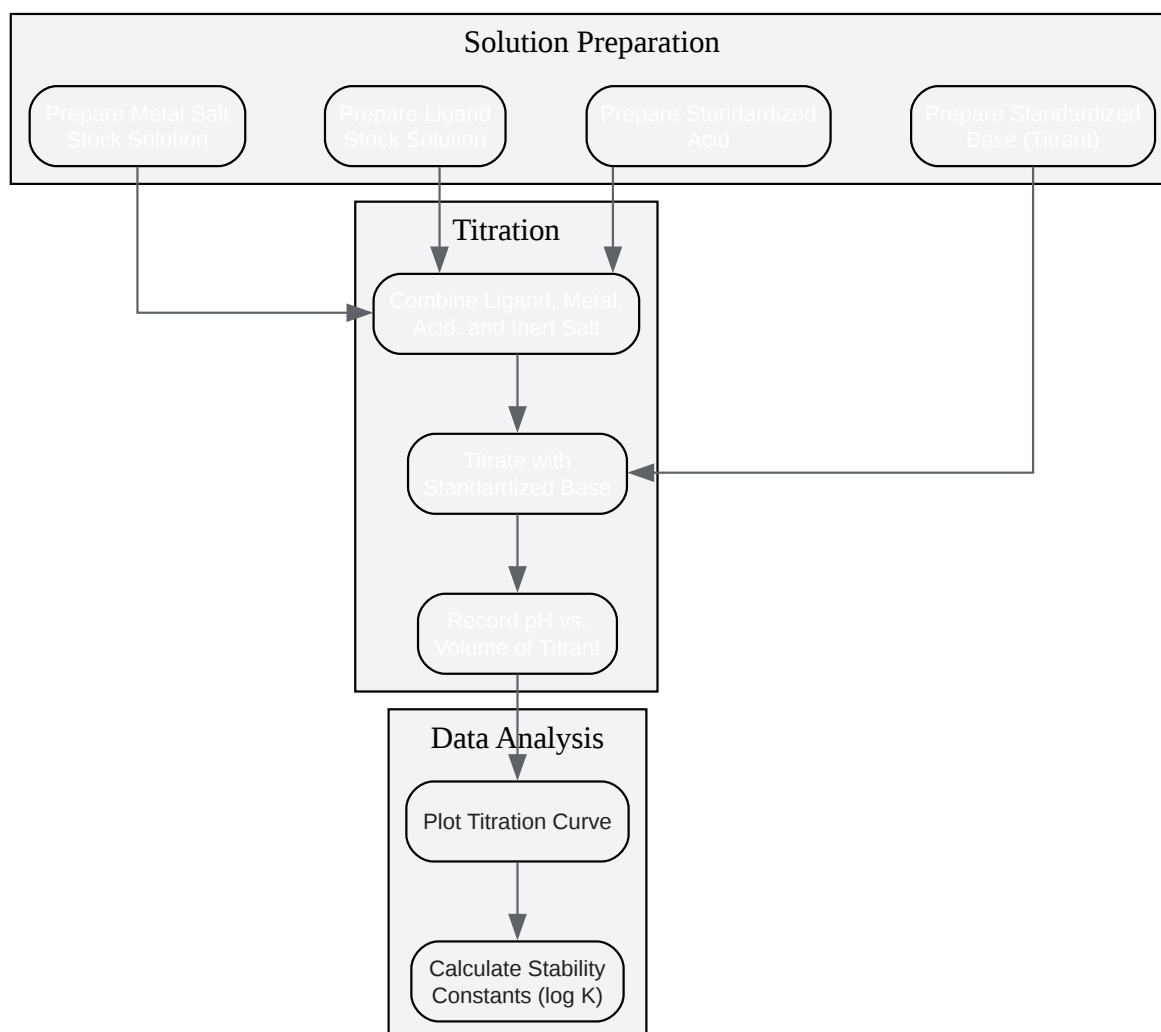 Solution Preparation
Prepare Metal Salt
Stock Solution
Prepare Ligand
Stock Solution
Prepare Standardized
Acid
Prepare Standardized
Base (Titrant)
Titration
Combine Ligand, Metal,
Acid, and Inert Salt
Titrate with
Standardized Base
Record pH vs.
Volume of Titrant
Data Analysis
Plot Titration Curve
Calculate Stability
Constants (log K)